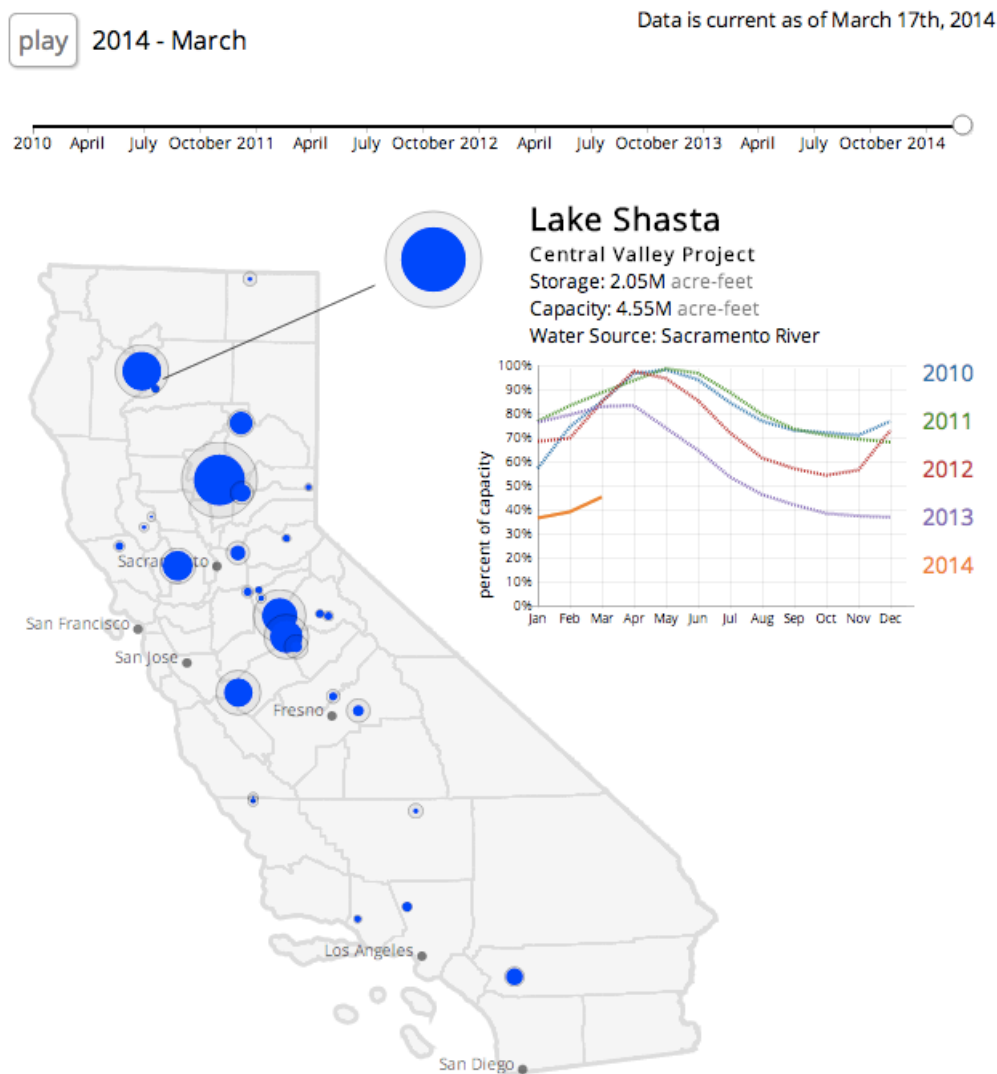 play
2014 - March
Data is current as of March 17th, 2014
2010 April July October 2011 April July October 2012 April July October 2013 April July October 2014
Lake Shasta
Central Valley Project
Storage: 2.05M acre-feet
Capacity: 4.55M acre-feet
Water Source: Sacramento River
percent of capacity
100%
90%
80%
70%
60%
50%
40%
30%
20%
10%
0%
Jan Feb Mar Apr May Jun Jul Aug Sep Oct Nov Dec
2010
2011
2012
2013
2014
Sacramento
San Francisco
San Jose
Fresno
Los Angeles
San Diego